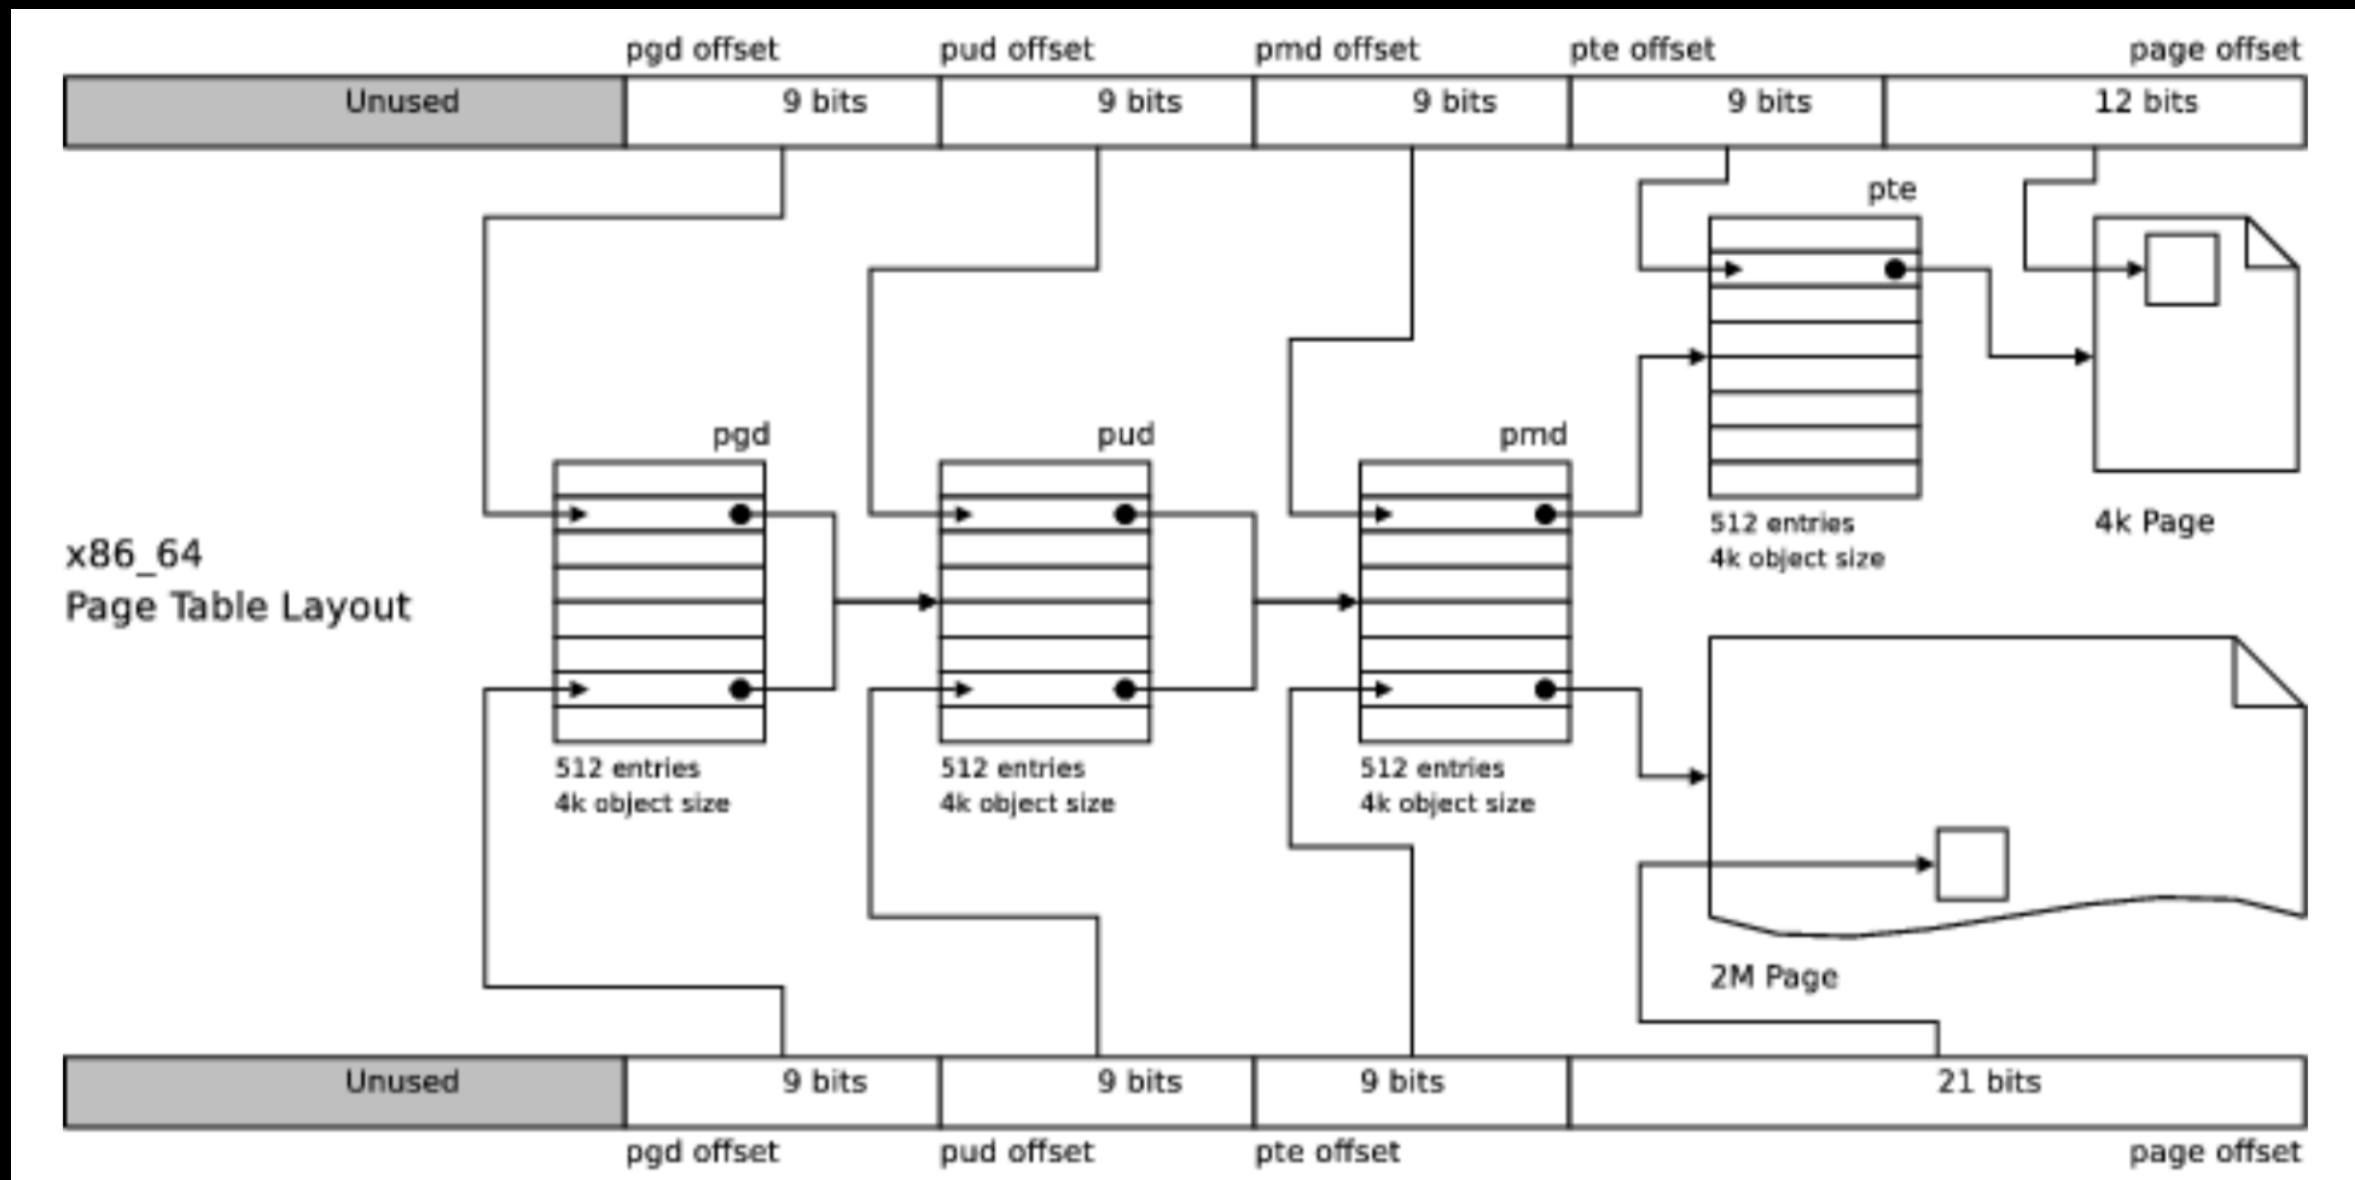 pgd offset pud offset pmd offset pte offset page offset
Unused 9 bits 9 bits 9 bits 9 bits 12 bits
pte
pgd pud pmd
512 entries
4k object size
4k Page
x86_64
Page Table Layout
512 entries
4k object size
512 entries
4k object size
512 entries
4k object size
2M Page
Unused 9 bits 9 bits 9 bits 21 bits
pgd offset pud offset pte offset page offset